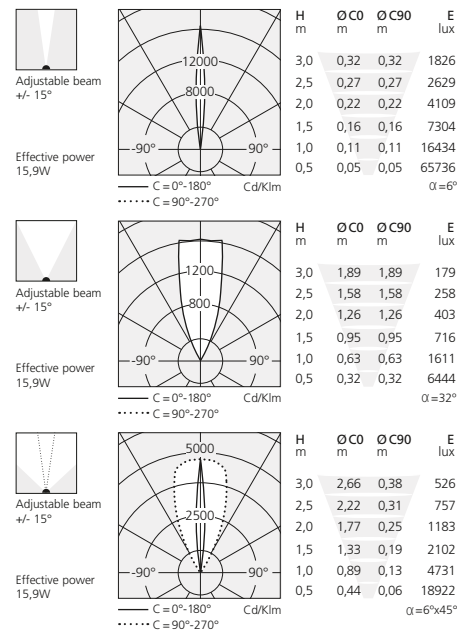 Adjustable beam
+/- 15°
Effective power
15,9W
12000
8000
-90° 90°
C = 0°-180° Cd/Klm
C = 90°-270°
H ØC0 ØC90 E
m m m lux
3,0 0,32 0,32 1826
2,5 0,27 0,27 2629
2,0 0,22 0,22 4109
1,5 0,16 0,16 7304
1,0 0,11 0,11 16434
0,5 0,05 0,05 65736
α=6°
Adjustable beam
+/- 15°
Effective power
15,9W
1200
800
-90° 90°
C = 0°-180° Cd/Klm
C = 90°-270°
H ØC0 ØC90 E
m m m lux
3,0 1,89 1,89 179
2,5 1,58 1,58 258
2,0 1,26 1,26 403
1,5 0,95 0,95 716
1,0 0,63 0,63 1611
0,5 0,32 0,32 6444
α=32°
Adjustable beam
+/- 15°
Effective power
15,9W
5000
2500
-90° 90°
C = 0°-180° Cd/Klm
C = 90°-270°
H ØC0 ØC90 E
m m m lux
3,0 2,66 0,38 526
2,5 2,22 0,31 757
2,0 1,77 0,25 1183
1,5 1,33 0,19 2102
1,0 0,89 0,13 4731
0,5 0,44 0,06 18922
α=6°x45°